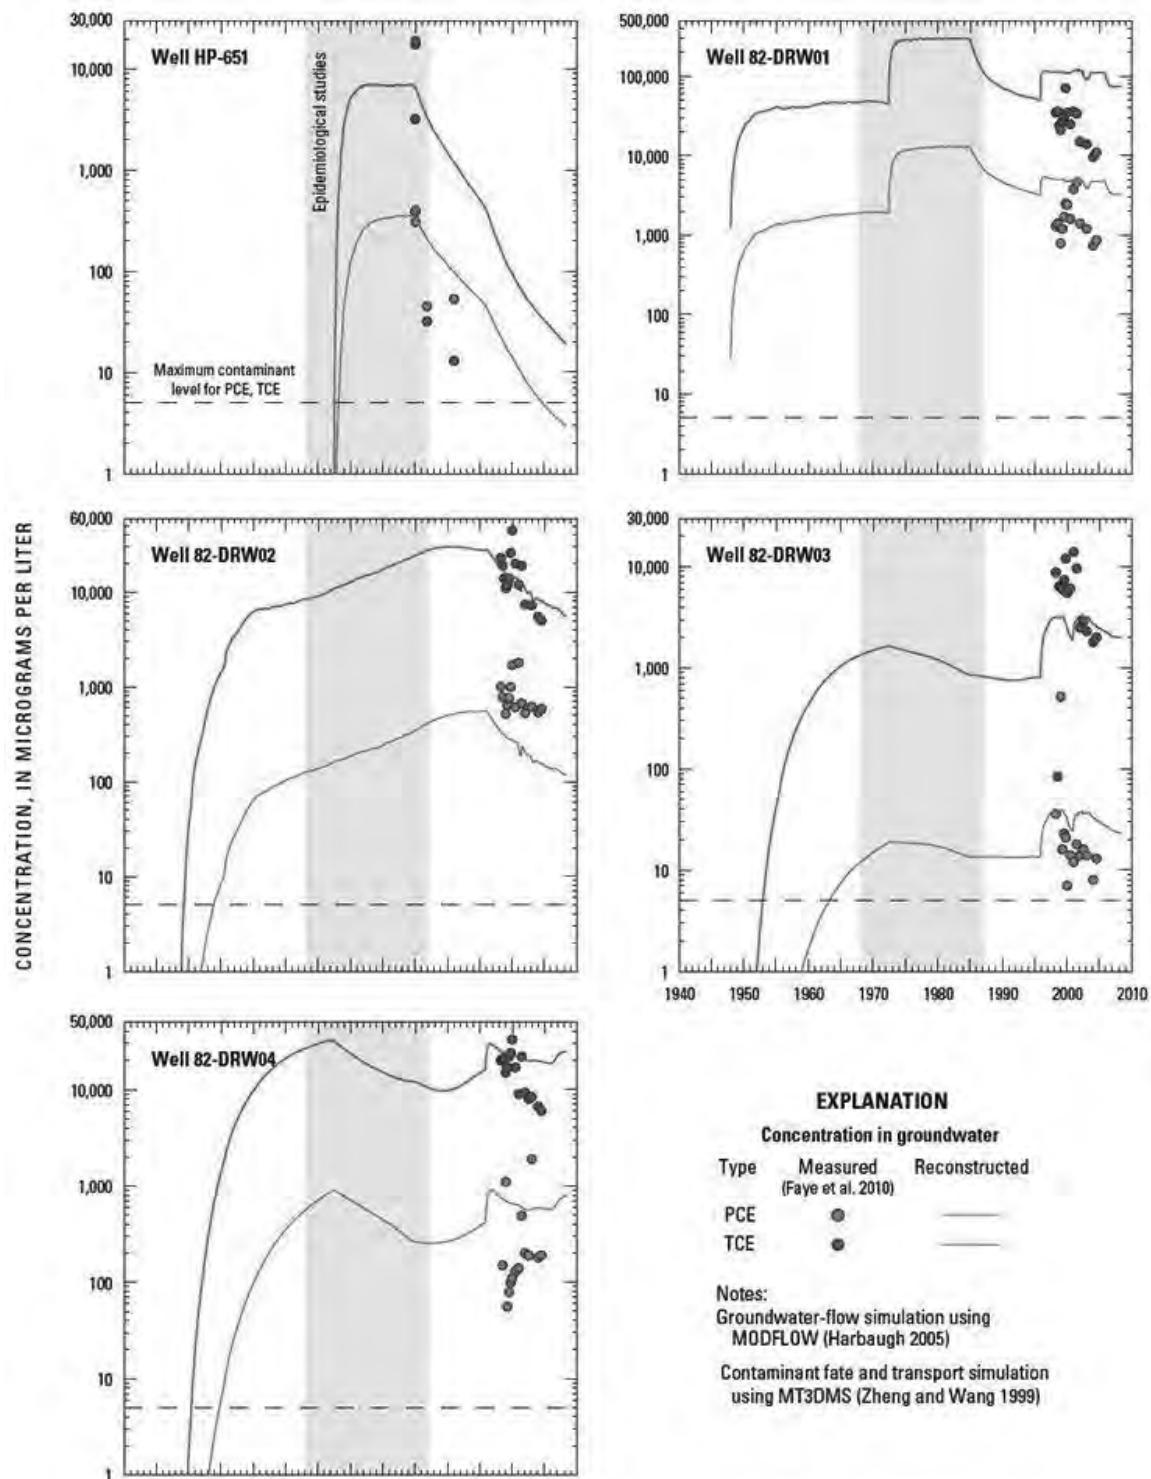 CONCENTRATION, IN MICROGRAMS PER LITER
30,000
10,000
1,000
100
10
1
Well HP-651
Epidemiological studies
Maximum contaminant
level for PCE, TCE
500,000
100,000
10,000
1,000
100
10
1
Well 82-DRW01
60,000
10,000
1,000
100
10
1
Well 82-DRW02
30,000
10,000
1,000
100
10
1
Well 82-DRW03
1940 1950 1960 1970 1980 1990 2000 2010
50,000
10,000
1,000
100
10
1
Well 82-DRW04
EXPLANATION
Concentration in groundwater
Type Measured Reconstructed
(Faye et al. 2010)
PCE
TCE
Notes:
Groundwater-flow simulation using
MODFLOW (Harbaugh 2005)
Contaminant fate and transport simulation
using MT3DMS (Zheng and Wang 1999)